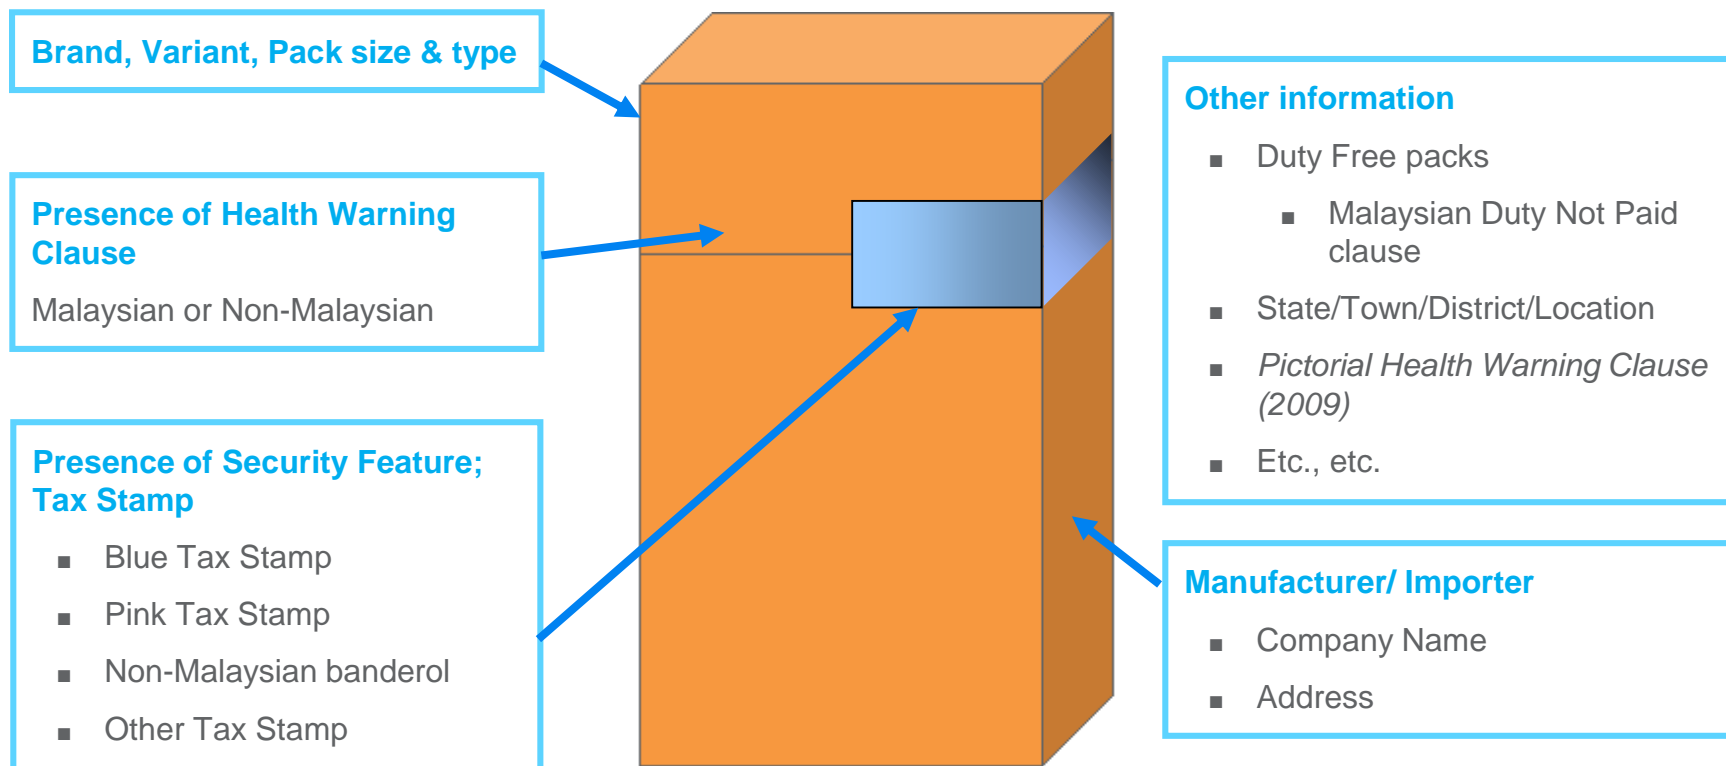 Brand, Variant, Pack size & type
Presence of Health Warning
Clause
Malaysian or Non-Malaysian
Presence of Security Feature;
Tax Stamp
■ Blue Tax Stamp
■ Pink Tax Stamp
■ Non-Malaysian banderol
■ Other Tax Stamp
Other information
■ Duty Free packs
■ Malaysian Duty Not Paid
clause
■ State/Town/District/Location
■ Pictorial Health Warning Clause
(2009)
■ Etc., etc.
Manufacturer/ Importer
■ Company Name
■ Address